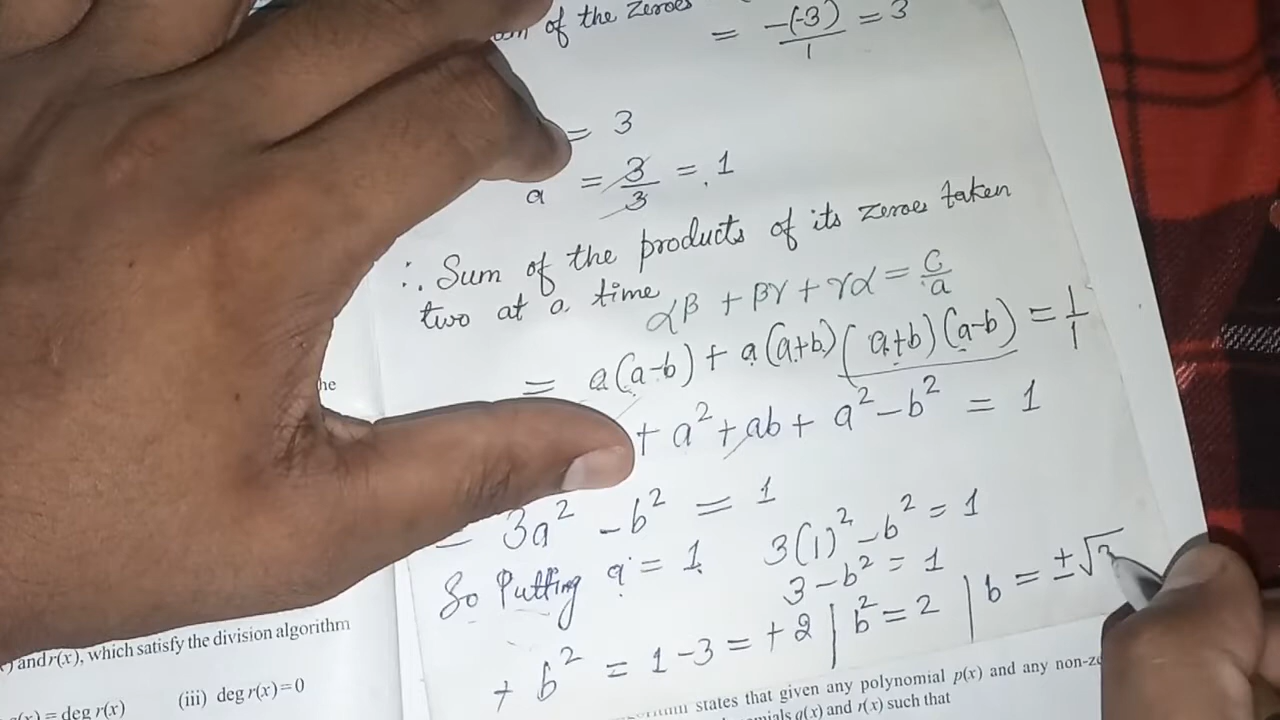 of the Zeroes = -(-3)/1 = 3
= 3
a = 3/3 = 1
∴ Sum of the products of its zeroes taken
two at a time αβ + βγ + γα = c/a
= a(a-b) + a(a+b) (a+b)(a-b) = 1/1
+ a² + ab + a² - b² = 1
3a² - b² = 1
So Putting a = 1 3(1)² - b² = 1
3 - b² = 1
+ b² = 1 - 3 = + 2 | b² = 2 | b = ±√
he
) and r(x), which satisfy the division algorithm
(x) = deg r(x) (iii) deg r(x) = 0
states that given any polynomial p(x) and any
q(x) and r(x) such that